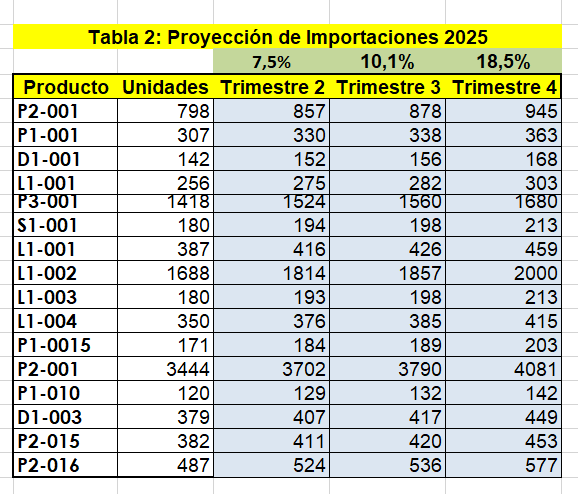 Tabla 2: Proyección de Importaciones 2025
7,5% 10,1% 18,5%
Producto Unidades Trimestre 2 Trimestre 3 Trimestre 4
P2-001 798 857 878 945
P1-001 307 330 338 363
D1-001 142 152 156 168
L1-001 256 275 282 303
P3-001 1418 1524 1560 1680
S1-001 180 194 198 213
L1-001 387 416 426 459
L1-002 1688 1814 1857 2000
L1-003 180 193 198 213
L1-004 350 376 385 415
P1-0015 171 184 189 203
P2-001 3444 3702 3790 4081
P1-010 120 129 132 142
D1-003 379 407 417 449
P2-015 382 411 420 453
P2-016 487 524 536 577